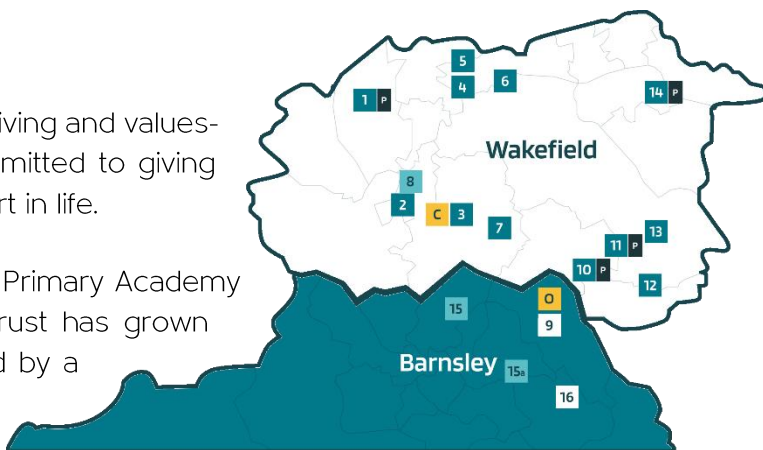 iving and values-
mitted to giving
rt in life.
Primary Academy
rust has grown
d by a
5
4
6
1 P
14 P
Wakefield
8
2
C 3
7
13
11 P
10 P
12
15
O
9
Barnsley
15a
16